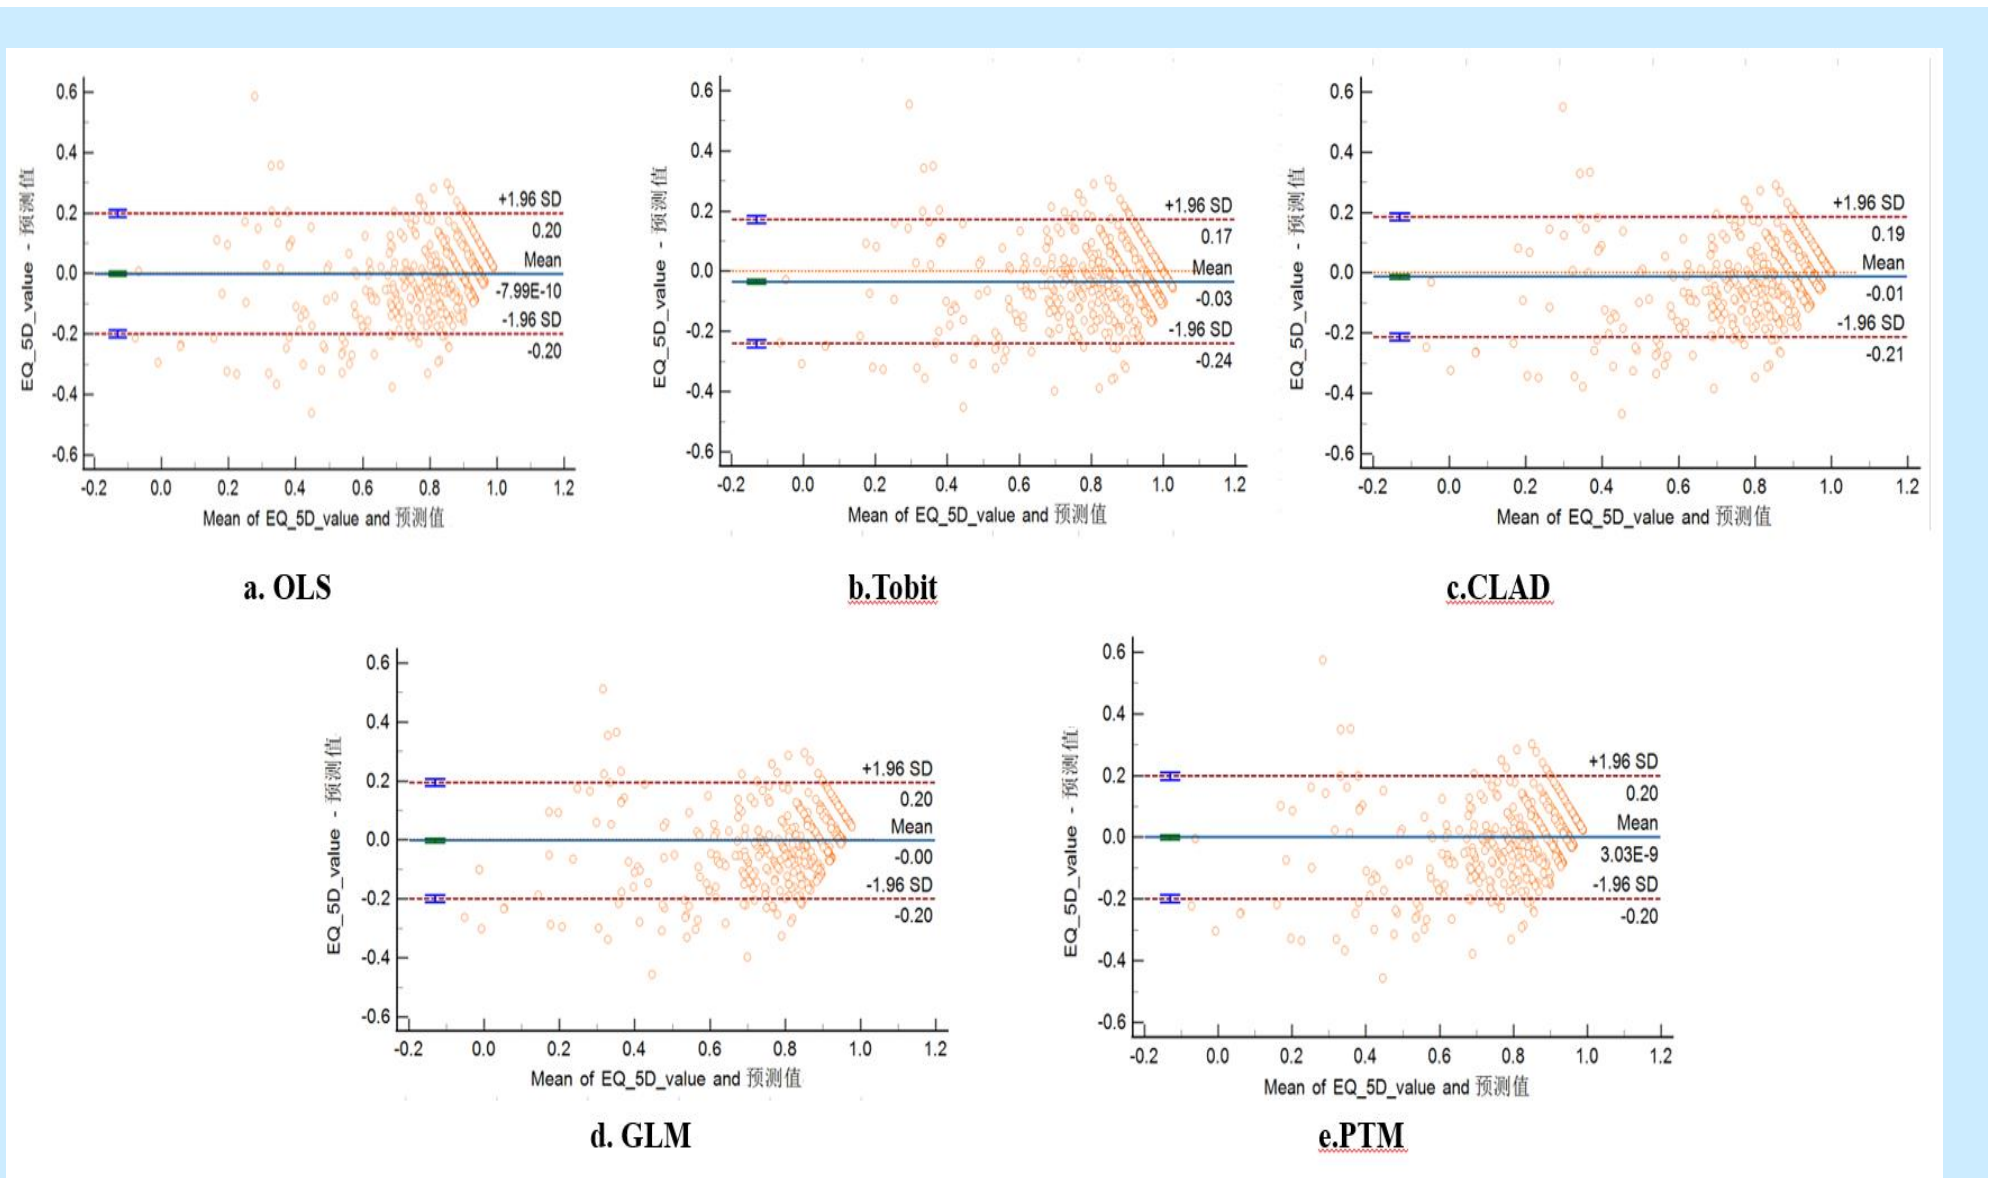 EQ_5D_value - 预测值
0.6
0.4
0.2
0.0
-0.2
-0.4
-0.6
+1.96 SD
0.20
Mean
-7.99E-10
-1.96 SD
-0.20
-0.2 0.0 0.2 0.4 0.6 0.8 1.0 1.2
Mean of EQ_5D_value and 预测值
a. OLS
EQ_5D_value - 预测值
0.6
0.4
0.2
0.0
-0.2
-0.4
-0.6
+1.96 SD
0.17
Mean
-0.03
-1.96 SD
-0.24
-0.2 0.0 0.2 0.4 0.6 0.8 1.0 1.2
Mean of EQ_5D_value and 预测值
b.Tobit
EQ_5D_value - 预测值
0.6
0.4
0.2
0.0
-0.2
-0.4
-0.6
+1.96 SD
0.19
Mean
-0.01
-1.96 SD
-0.21
-0.2 0.0 0.2 0.4 0.6 0.8 1.0 1.2
Mean of EQ_5D_value and 预测值
c.CLAD
EQ_5D_value - 预测值
0.6
0.4
0.2
0.0
-0.2
-0.4
-0.6
+1.96 SD
0.20
Mean
-0.00
-1.96 SD
-0.20
-0.2 0.0 0.2 0.4 0.6 0.8 1.0 1.2
Mean of EQ_5D_value and 预测值
d. GLM
EQ_5D_value - 预测值
0.6
0.4
0.2
0.0
-0.2
-0.4
-0.6
+1.96 SD
0.20
Mean
3.03E-9
-1.96 SD
-0.20
-0.2 0.0 0.2 0.4 0.6 0.8 1.0 1.2
Mean of EQ_5D_value and 预测值
e.PTM